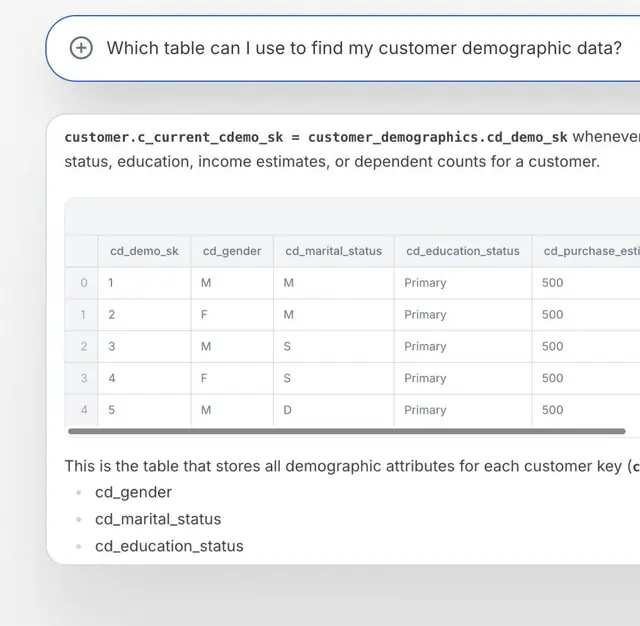 Which table can I use to find my customer demographic data?
customer.c_current_cdemo_sk = customer_demographics.cd_demo_sk whenever
status, education, income estimates, or dependent counts for a customer.
cd_demo_sk cd_gender cd_marital_status cd_education_status cd_purchase_esti
0 1 M M Primary 500
1 2 F M Primary 500
2 3 M S Primary 500
3 4 F S Primary 500
4 5 M D Primary 500
This is the table that stores all demographic attributes for each customer key (c
cd_gender
cd_marital_status
cd_education_status